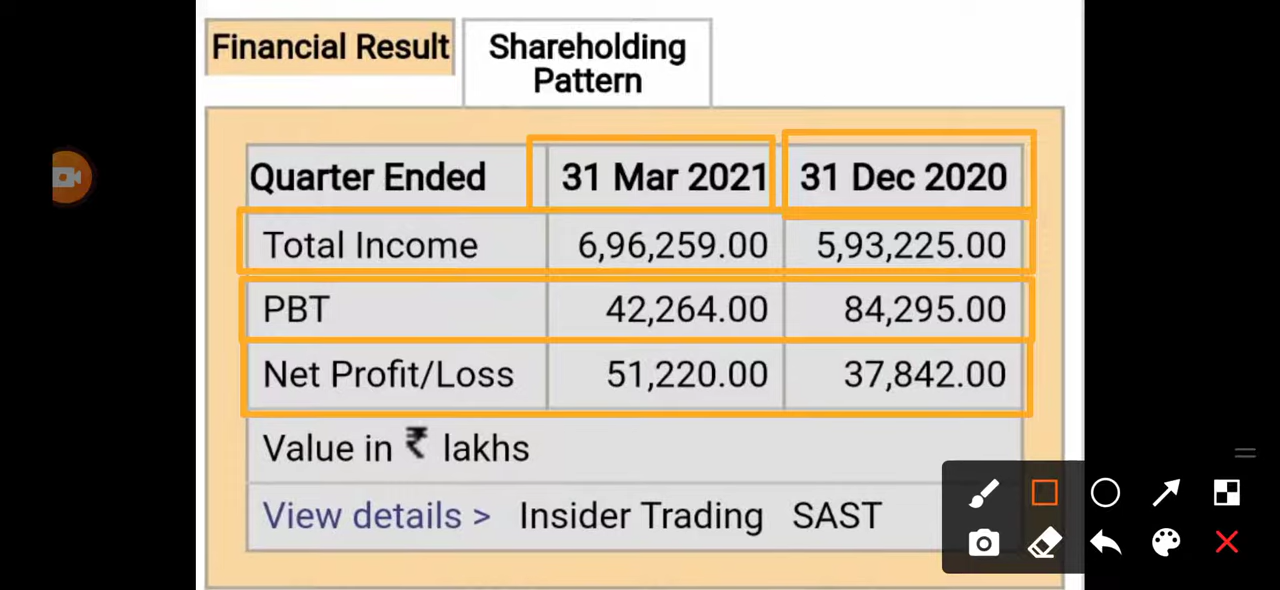 Financial Result
Shareholding
Pattern
Quarter Ended 31 Mar 2021 31 Dec 2020
Total Income 6,96,259.00 5,93,225.00
PBT 42,264.00 84,295.00
Net Profit/Loss 51,220.00 37,842.00
Value in ₹ lakhs
View details > Insider Trading SAST